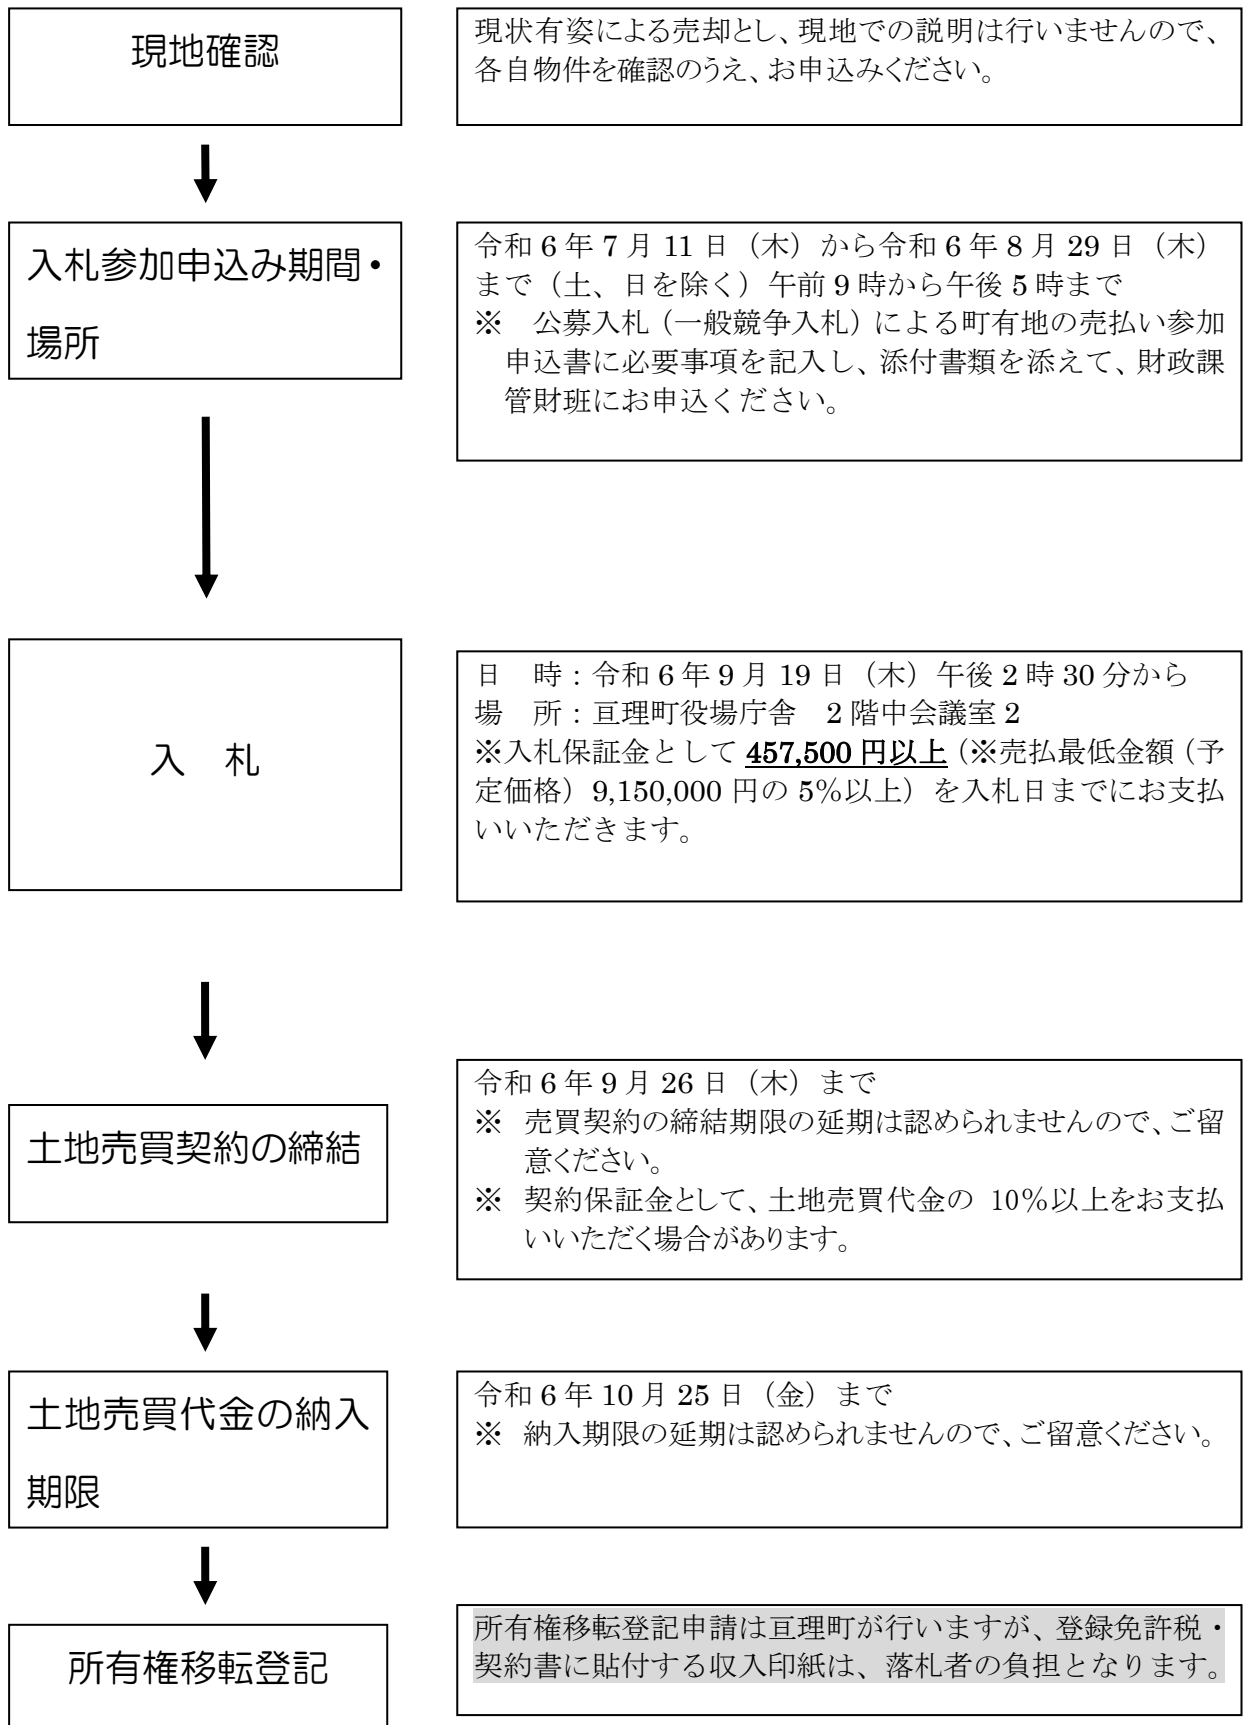 現地確認
現状有姿による売却とし、現地での説明は行いませんので、
各自物件を確認のうえ、お申込みください。
入札参加申込み期間・
場所
令和 6 年 7 月 11 日（木）から令和 6 年 8 月 29 日（木）
まで（土、日を除く）午前 9 時から午後 5 時まで
※　公募入札（一般競争入札）による町有地の売払い参加
申込書に必要事項を記入し、添付書類を添えて、財政課
管財班にお申込ください。
入　札
日　時：令和 6 年 9 月 19 日（木）午後 2 時 30 分から
場　所：亘理町役場庁舎　2 階中会議室 2
※入札保証金として 457,500 円以上（※売払最低金額（予
定価格）9,150,000 円の 5％以上）を入札日までにお支払
いいただきます。
土地売買契約の締結
令和 6 年 9 月 26 日（木）まで
※　売買契約の締結期限の延期は認められませんので、ご留
意ください。
※　契約保証金として、土地売買代金の 10％以上をお支払
いいただく場合があります。
土地売買代金の納入
期限
令和 6 年 10 月 25 日（金）まで
※　納入期限の延期は認められませんので、ご留意ください。
所有権移転登記
所有権移転登記申請は亘理町が行いますが、登録免許税・
契約書に貼付する収入印紙は、落札者の負担となります。